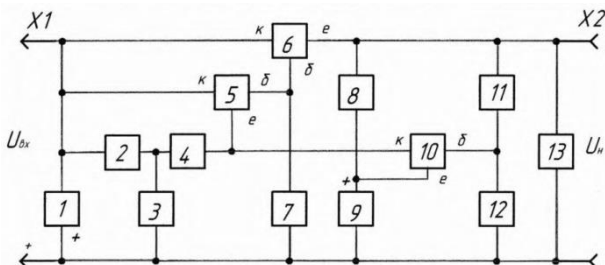 X1 X2
к 6 е
б
к 5 б
е
8 11
Uвх 2 4 к 10 б Uн 13
е
1 + 3 7 + 9 12
+ +